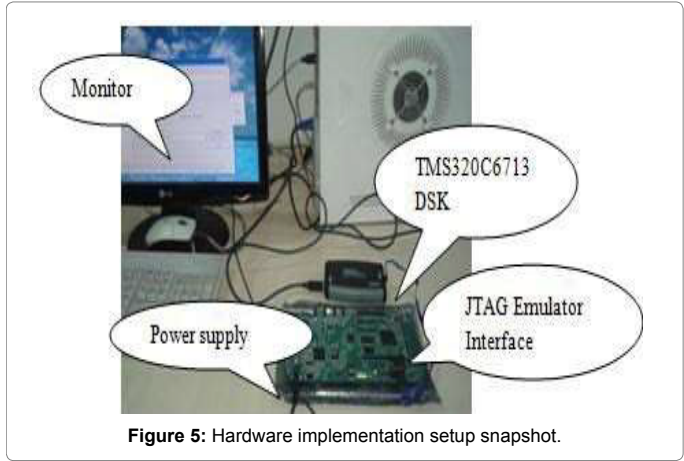 Monitor
TMS320C6713
DSK
JTAG Emulator
Interface
Power supply
Figure 5: Hardware implementation setup snapshot.